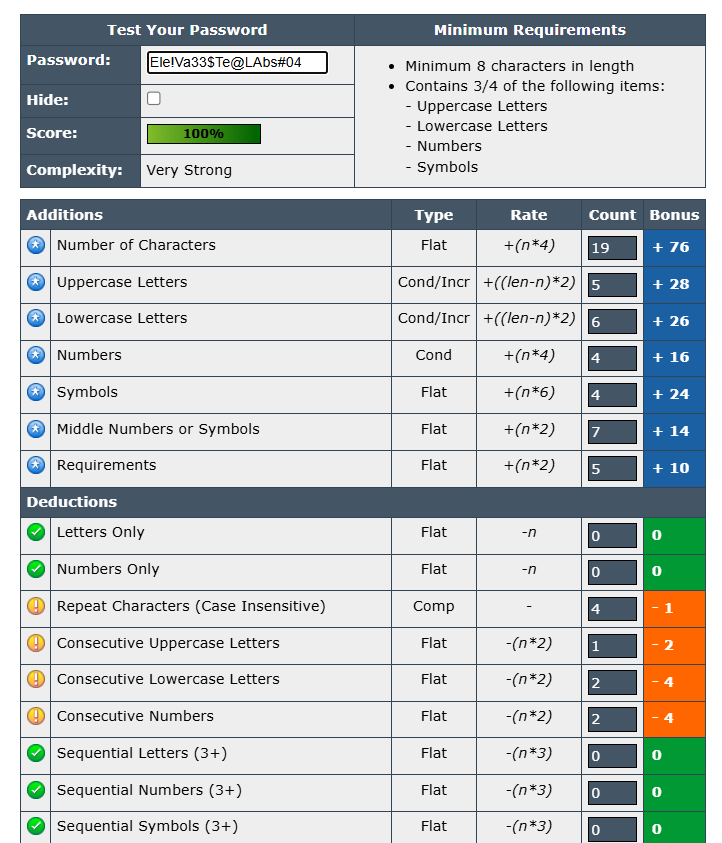 Test Your Password
Minimum Requirements
Password:
Ele!Va33$Te@LAbs#04
Hide:
Score:
100%
Complexity:
Very Strong
• Minimum 8 characters in length
• Contains 3/4 of the following items:
- Uppercase Letters
- Lowercase Letters
- Numbers
- Symbols
Additions Type Rate Count Bonus
Number of Characters Flat +(n*4) 19 + 76
Uppercase Letters Cond/Incr +((len-n)*2) 5 + 28
Lowercase Letters Cond/Incr +((len-n)*2) 6 + 26
Numbers Cond +(n*4) 4 + 16
Symbols Flat +(n*6) 4 + 24
Middle Numbers or Symbols Flat +(n*2) 7 + 14
Requirements Flat +(n*2) 5 + 10
Deductions
Letters Only Flat -n 0 0
Numbers Only Flat -n 0 0
Repeat Characters (Case Insensitive) Comp - 4 - 1
Consecutive Uppercase Letters Flat -(n*2) 1 - 2
Consecutive Lowercase Letters Flat -(n*2) 2 - 4
Consecutive Numbers Flat -(n*2) 2 - 4
Sequential Letters (3+) Flat -(n*3) 0 0
Sequential Numbers (3+) Flat -(n*3) 0 0
Sequential Symbols (3+) Flat -(n*3) 0 0